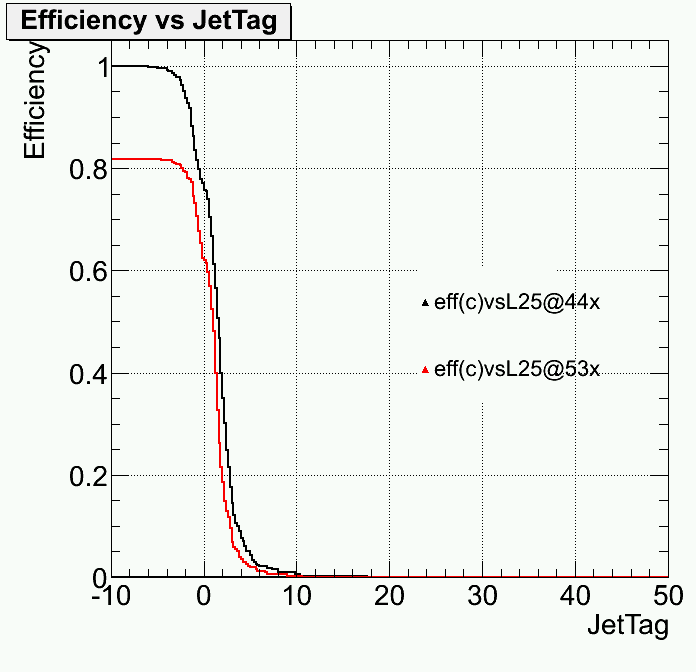 Efficiency vs JetTag
Efficiency
1
0.8
0.6
0.4
0.2
0
-10 0 10 20 30 40 50
JetTag
eff(c)vsL25@44x
eff(c)vsL25@53x